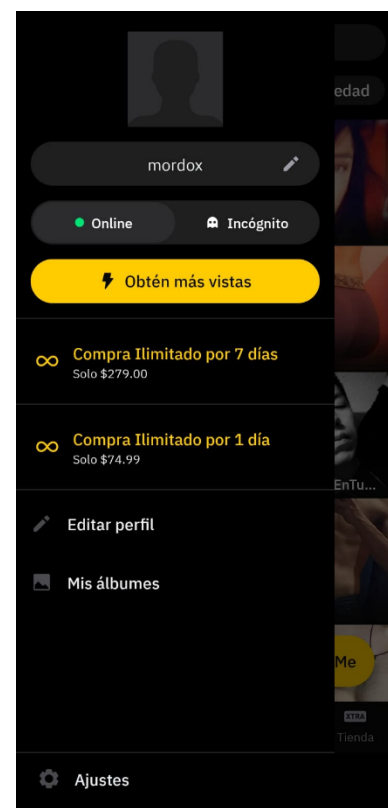 edad
mordox
Online
Incógnito
Obtén más vistas
Compra Ilimitado por 7 días
Solo $279.00
Compra Ilimitado por 1 día
Solo $74.99
EnTu...
Editar perfil
Mis álbumes
Me
XTRA
Tienda
Ajustes